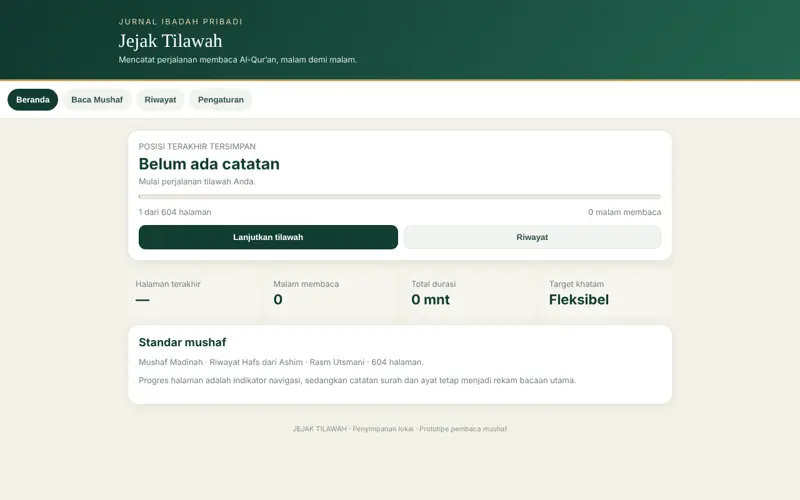 JURNAL IBADAH PRIBADI
Jejak Tilawah
Mencatat perjalanan membaca Al-Qur'an, malam demi malam.
Beranda Baca Mushaf Riwayat Pengaturan
POSISI TERAKHIR TERSIMPAN
Belum ada catatan
Mulai perjalanan tilawah Anda.
1 dari 604 halaman 0 malam membaca
Lanjutkan tilawah Riwayat
Halaman terakhir Malam membaca Total durasi Target khatam
— 0 0 mnt Fleksibel
Standar mushaf
Mushaf Madinah · Riwayat Hafs dari Ashim · Rasm Utsmani · 604 halaman.
Progres halaman adalah indikator navigasi, sedangkan catatan surah dan ayat tetap menjadi rekam bacaan utama.
JEJAK TILAWAH · Penyimpanan lokal · Prototipe pembaca mushaf